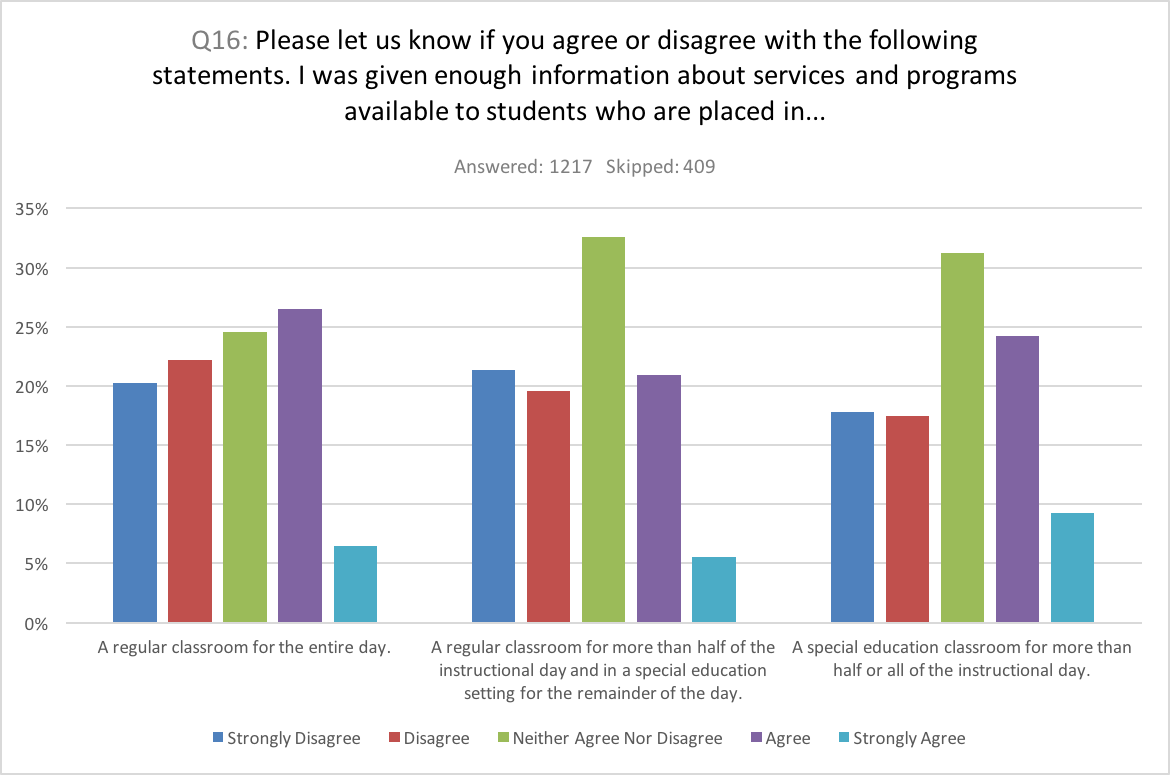 Q16: Please let us know if you agree or disagree with the following
statements. I was given enough information about services and programs
available to students who are placed in...
Answered: 1217 Skipped: 409
35%
30%
25%
20%
15%
10%
5%
0%
A regular classroom for the entire day.
A regular classroom for more than half of the
instructional day and in a special education
setting for the remainder of the day.
A special education classroom for more than
half or all of the instructional day.
Strongly Disagree
Disagree
Neither Agree Nor Disagree
Agree
Strongly Agree